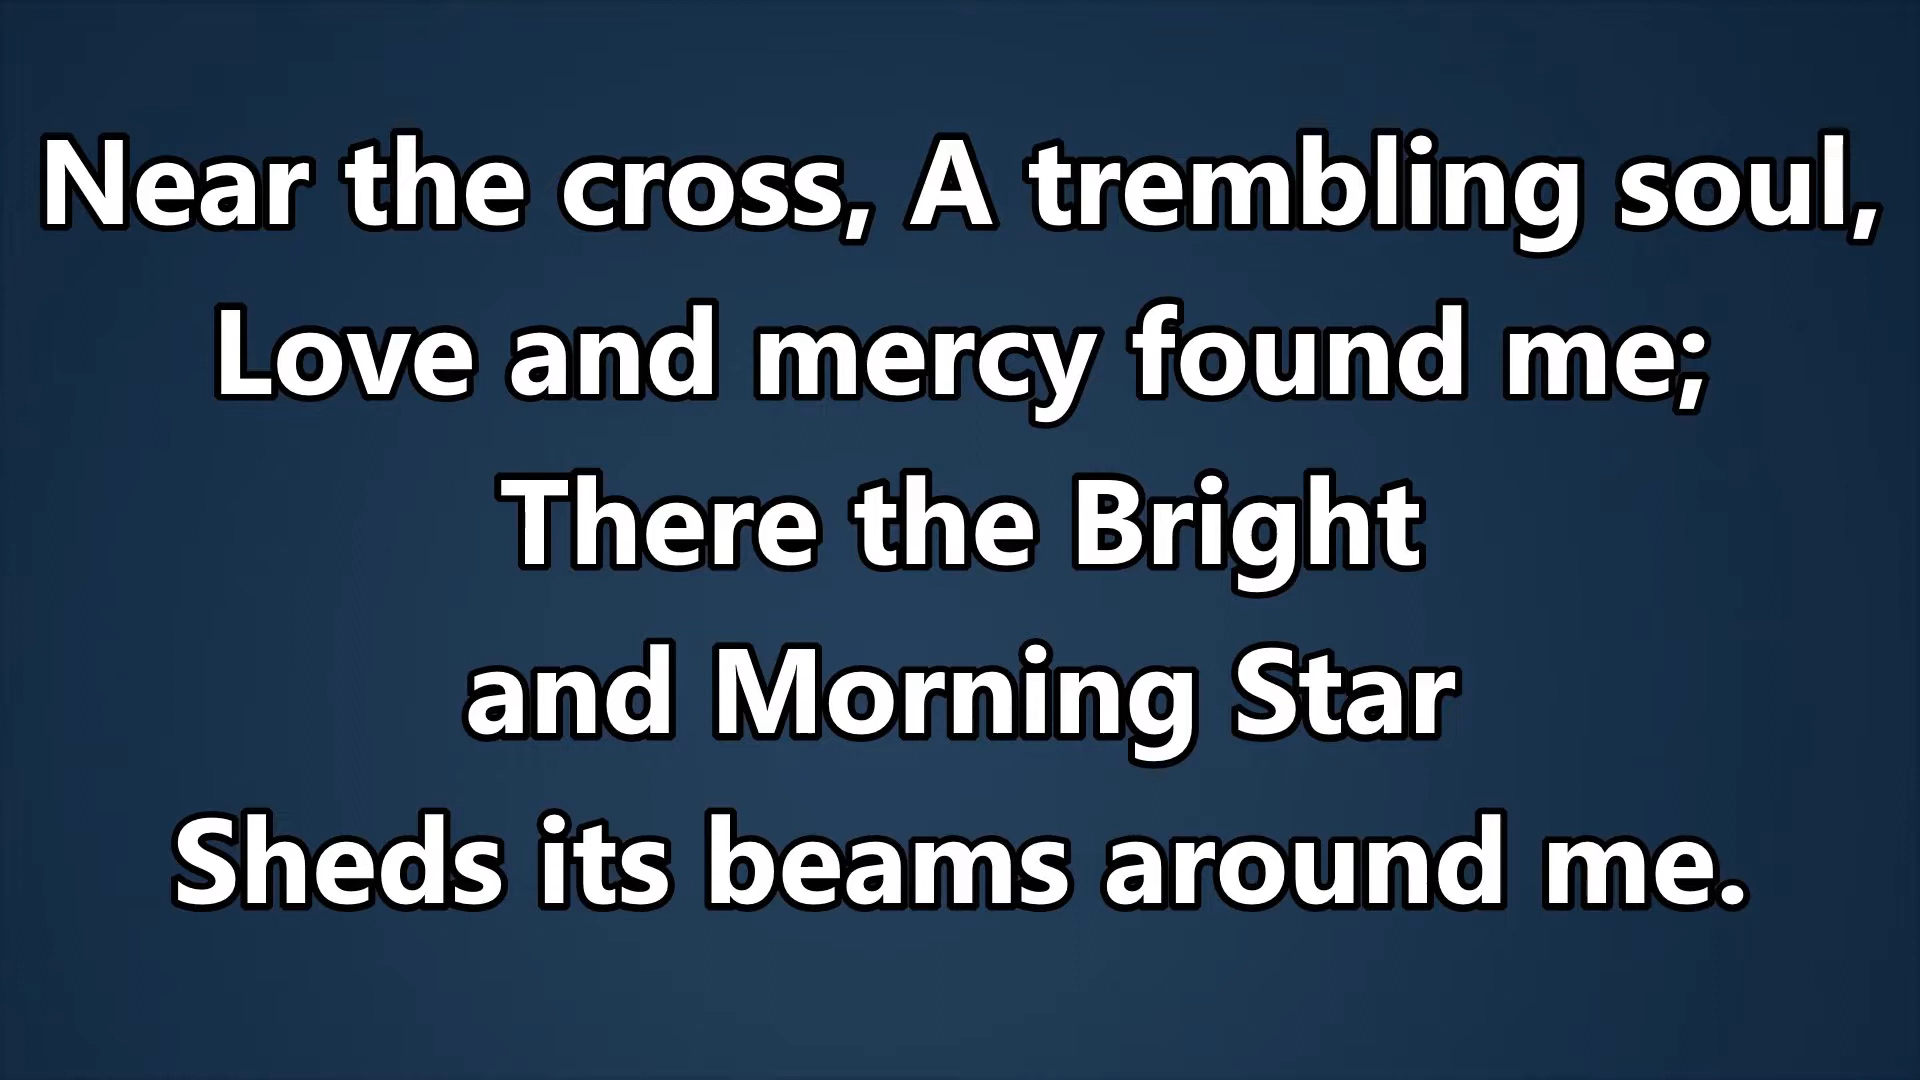 Near the cross, A trembling soul,
Love and mercy found me;
There the Bright
and Morning Star
Sheds its beams around me.